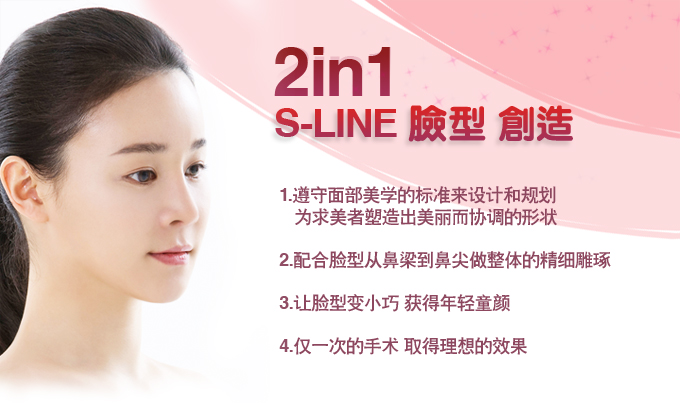 2in1
S-LINE 臉型 創造
1.遵守面部美学的标准来设计和规划
为求美者塑造出美丽而协调的形状
2.配合脸型从鼻梁到鼻尖做整体的精细雕琢
3.让脸型变小巧 获得年轻童颜
4.仅一次的手术 取得理想的效果